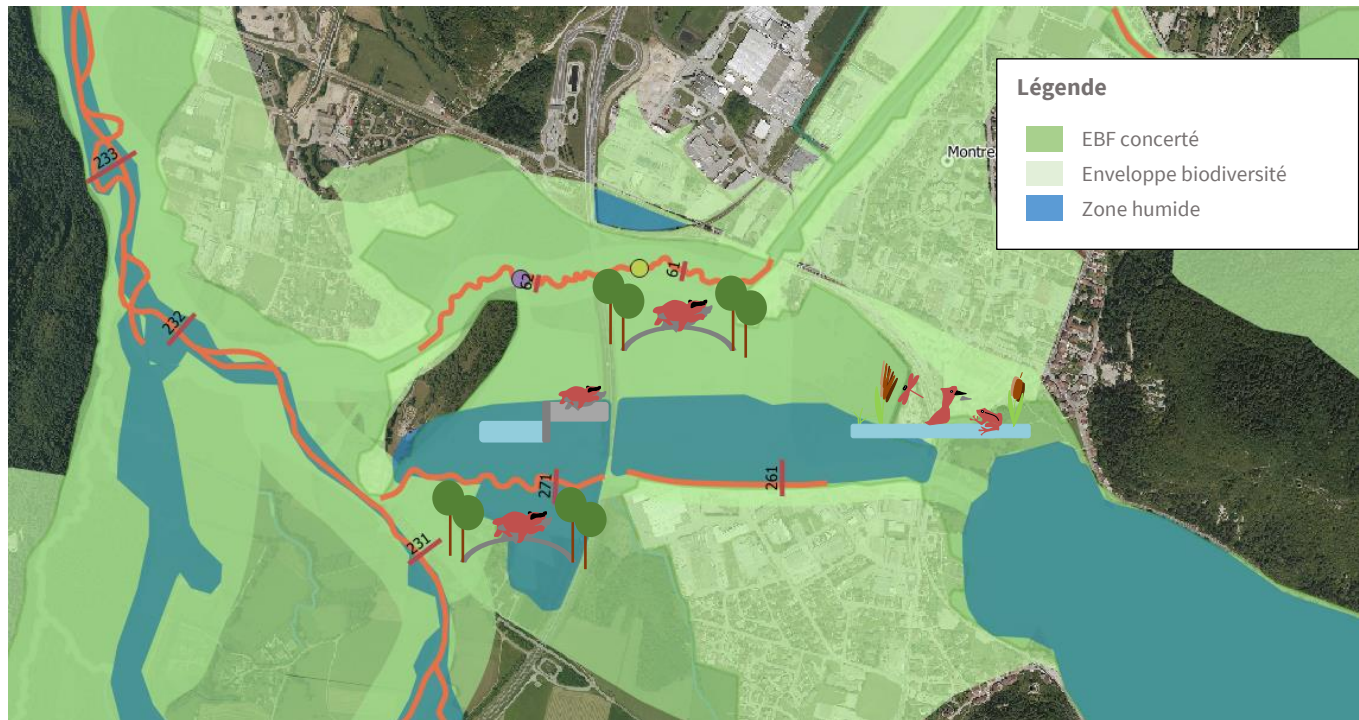 Légende
EBF concerté
Enveloppe biodiversité
Zone humide
Montre
233
232
62
61
271
261
231